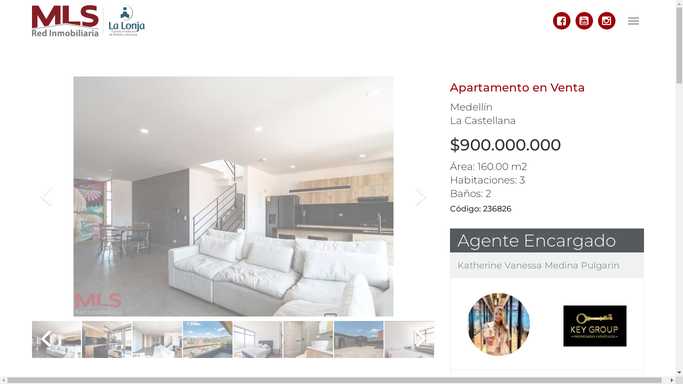 MLS
Red Inmobiliaria
La Lonja
Apartamento en Venta
Medellín
La Castellana
$900.000.000
Área: 160.00 m2
Habitaciones: 3
Baños: 2
Código: 236826
Agente Encargado
Katherine Vanessa Medina Pulgarin
MLS
KEY GROUP